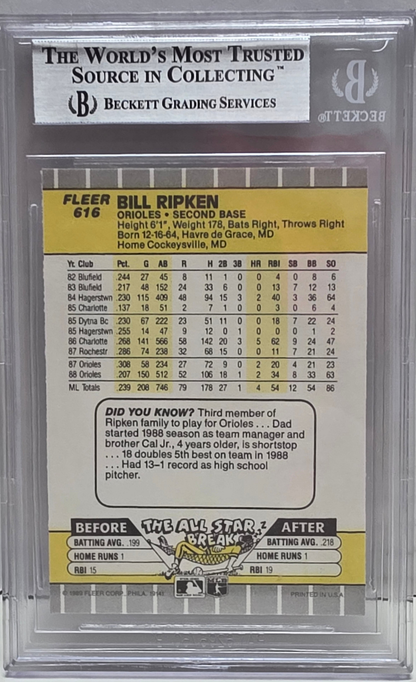 THE WORLD'S MOST TRUSTED
SOURCE IN COLLECTING™
B BECKETT GRADING SERVICES
B
BECKETT
FLEER
616
BILL RIPKEN
ORIOLES • SECOND BASE
Height 6'1", Weight 178, Bats Right, Throws Right
Born 12-16-64, Havre de Grace, MD
Home Cockeysville, MD
Yr. Club Pct. G AB R H 2B 3B HR RBI SB BB SO
82 Blufield .244 27 45 8 11 1 0 0 4 0 8 6
83 Blufield .217 48 152 24 33 6 0 0 13 7 12 13
84 Hagerstwn .230 115 409 48 94 15 3 2 40 3 36 64
85 Charlotte .137 18 51 2 7 1 0 0 3 0 6 4
85 Dytna Bc .230 67 222 23 51 11 0 0 18 7 22 24
85 Hagerstwn .255 14 47 9 12 0 1 0 0 0 1 2
86 Charlotte .268 141 566 58 142 20 3 5 62 9 24 47
87 Rochestr .286 74 238 32 68 15 0 0 11 7 21 24
87 Orioles .308 58 234 27 72 9 0 2 20 4 21 23
88 Orioles .207 150 512 52 106 18 1 2 34 8 33 63
ML Totals .239 208 746 79 178 27 1 4 54 12 54 86
DID YOU KNOW? Third member of
Ripken family to play for Orioles . . . Dad
started 1988 season as team manager and
brother Cal Jr., 4 years older, is shortstop
. . . 18 doubles 5th best on team in 1988
. . . Had 13–1 record as high school
pitcher.
BEFORE THE ALL STAR BREAK AFTER
BATTING AVG. .199 BATTING AVG. .218
HOME RUNS 1 HOME RUNS 1
RBI 15 RBI 19
© 1989 FLEER CORP., PHILA. 19141 PRINTED IN U.S.A.